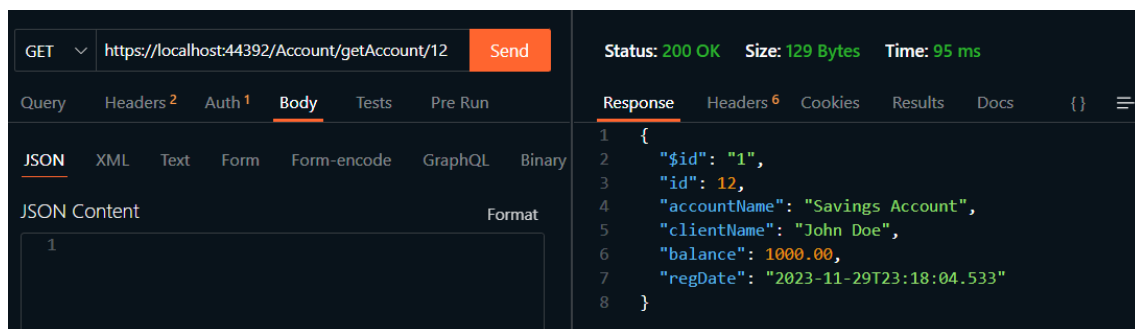 GET https://localhost:44392/Account/getAccount/12 Send
Query Headers 2 Auth 1 Body Tests Pre Run
JSON XML Text Form Form-encode GraphQL Binary
JSON Content Format
1
Status: 200 OK Size: 129 Bytes Time: 95 ms
Response Headers 6 Cookies Results Docs {}
1 {
2 "$id": "1",
3 "id": 12,
4 "accountName": "Savings Account",
5 "clientName": "John Doe",
6 "balance": 1000.00,
7 "regDate": "2023-11-29T23:18:04.533"
8 }